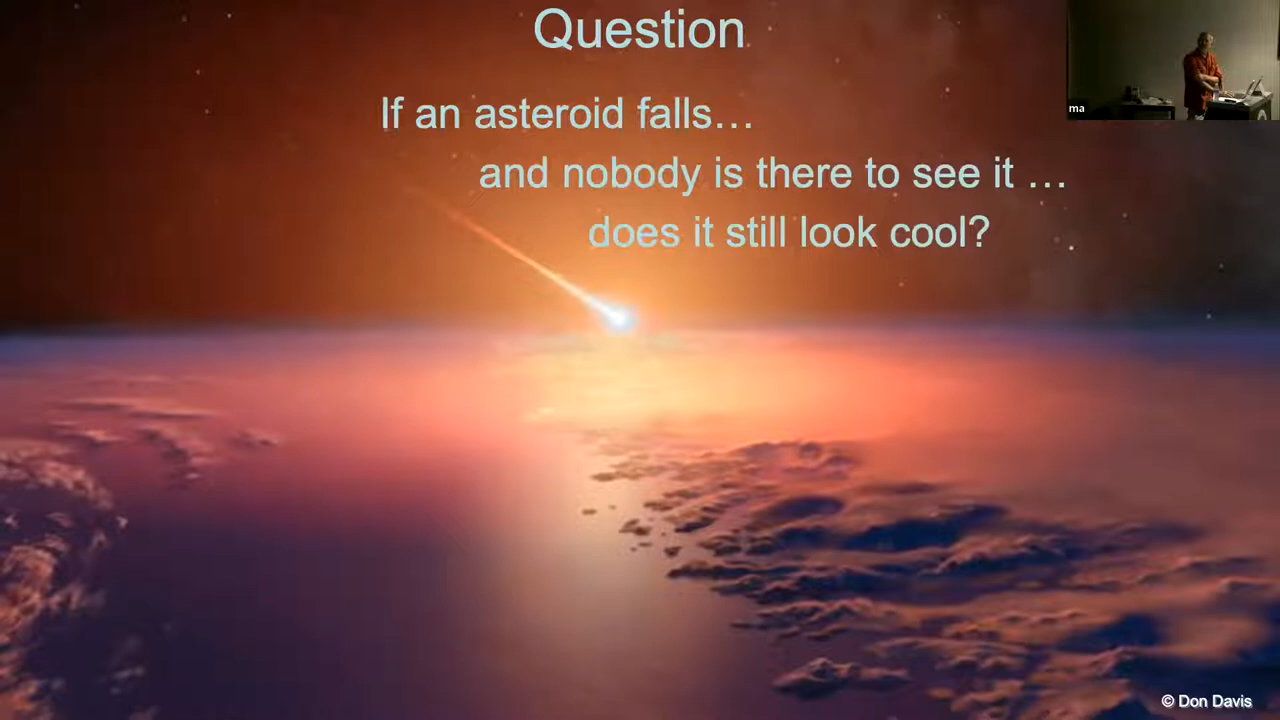 Question
If an asteroid falls…
and nobody is there to see it …
does it still look cool?
ma
© Don Davis